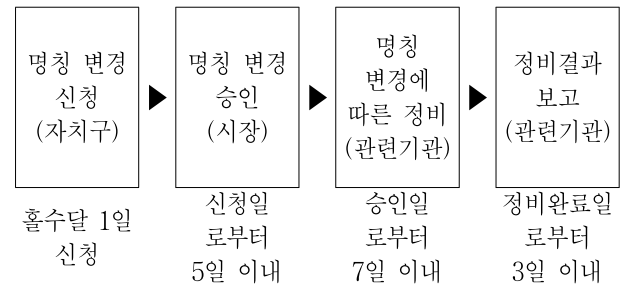 명칭 변경
신청
(자치구)
명칭 변경
승인
(시장)
명칭
변경에
따른 정비
(관련기관)
정비결과
보고
(관련기관)
홀수달 1일
신청
신청일
로부터
5일 이내
승인일
로부터
7일 이내
정비완료일
로부터
3일 이내